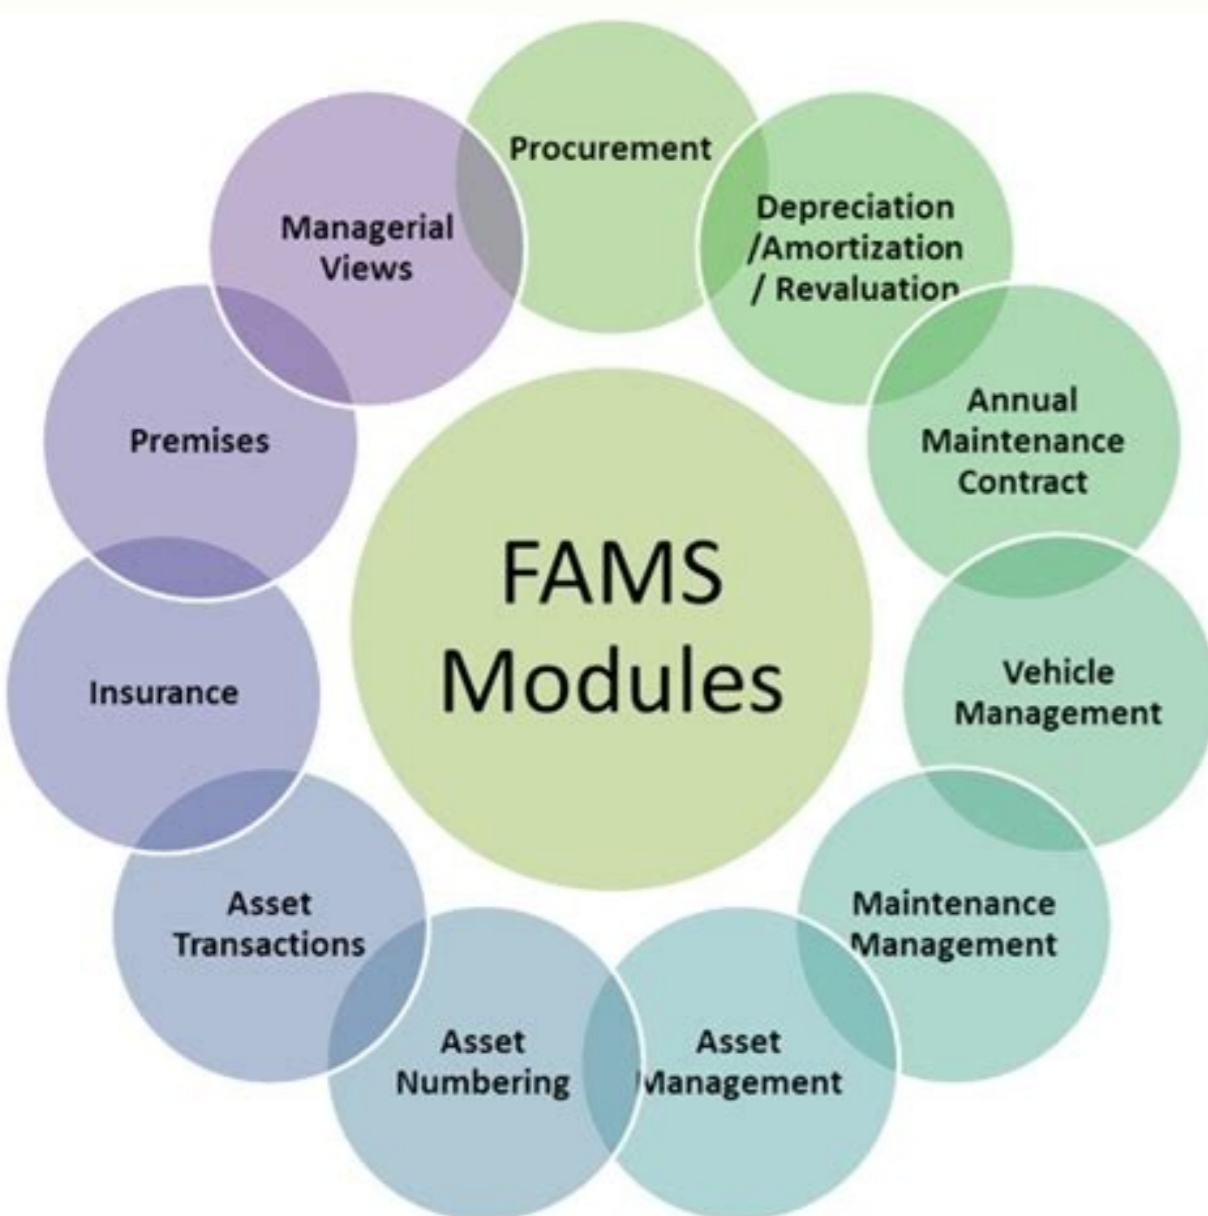 Procurement
Depreciation
/Amortization
/ Revaluation
Annual
Maintenance
Contract
Vehicle
Management
Maintenance
Management
Asset
Management
Asset
Numbering
Asset
Transactions
Insurance
Premises
Managerial
Views
FAMS
Modules